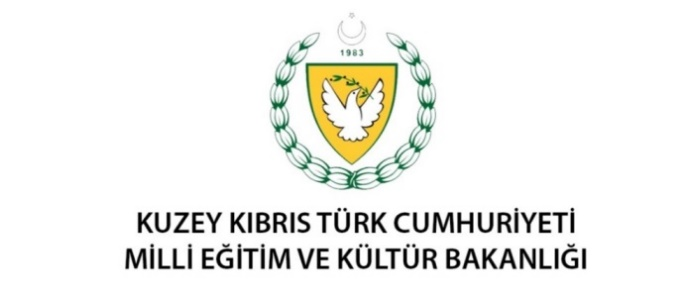 1983
KUZEY KIBRIS TÜRK CUMHURİYETİ
MİLLİ EĞİTİM VE KÜLTÜR BAKANLIĞI